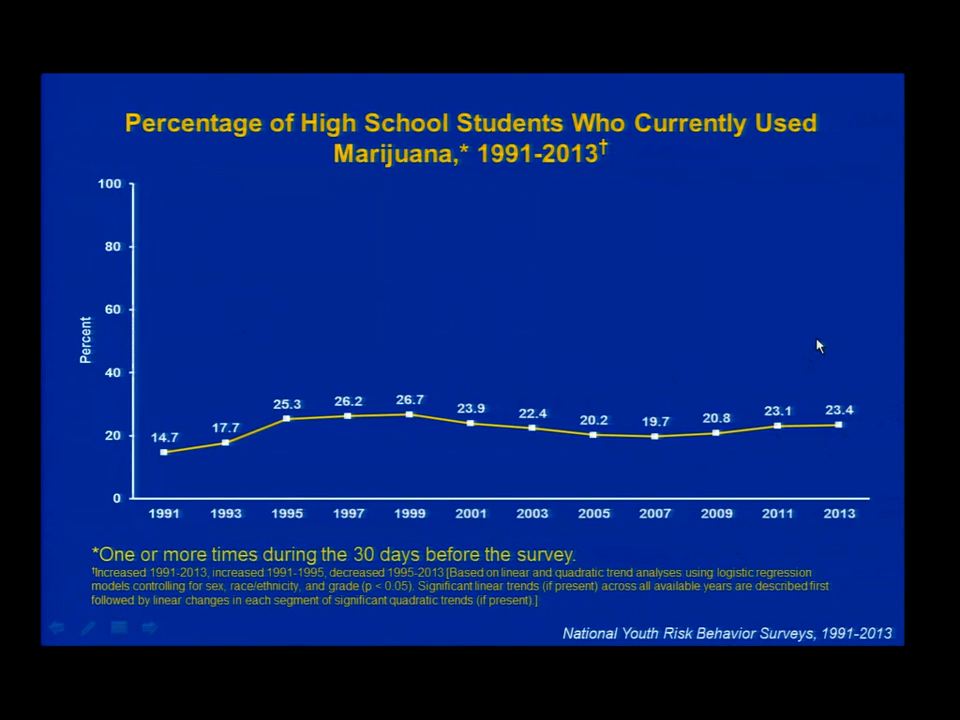 Percentage of High School Students Who Currently Used
Marijuana,* 1991-2013†
100
80
60
40
20
0
Percent
14.7
17.7
25.3
26.2
26.7
23.9
22.4
20.2
19.7
20.8
23.1
23.4
1991 1993 1995 1997 1999 2001 2003 2005 2007 2009 2011 2013
*One or more times during the 30 days before the survey.
†Increased 1991-2013, increased 1991-1995, decreased 1995-2013 [Based on linear and quadratic trend analyses using logistic regression
models controlling for sex, race/ethnicity, and grade (p < 0.05). Significant linear trends (if present) across all available years are described first
followed by linear changes in each segment of significant quadratic trends (if present).]
National Youth Risk Behavior Surveys, 1991-2013